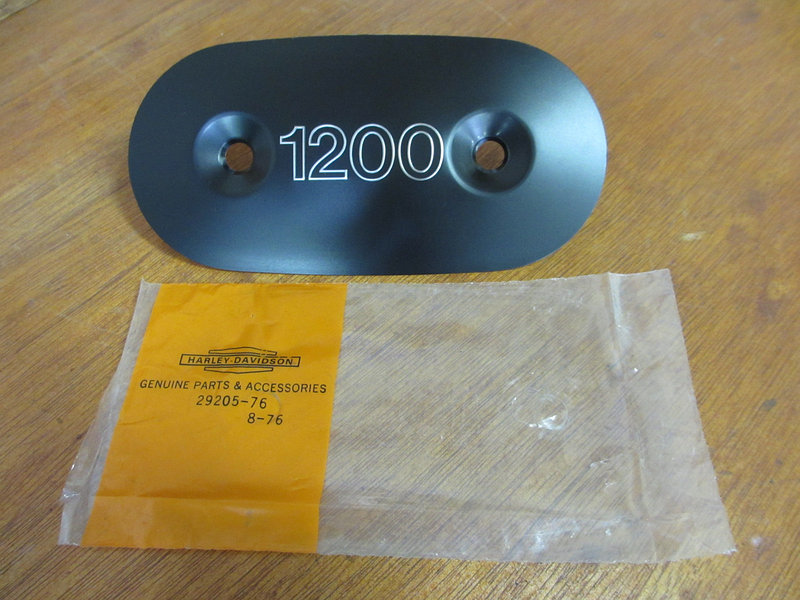 1200
HARLEY-DAVIDSON
GENUINE PARTS & ACCESSORIES
29205-76
8-76